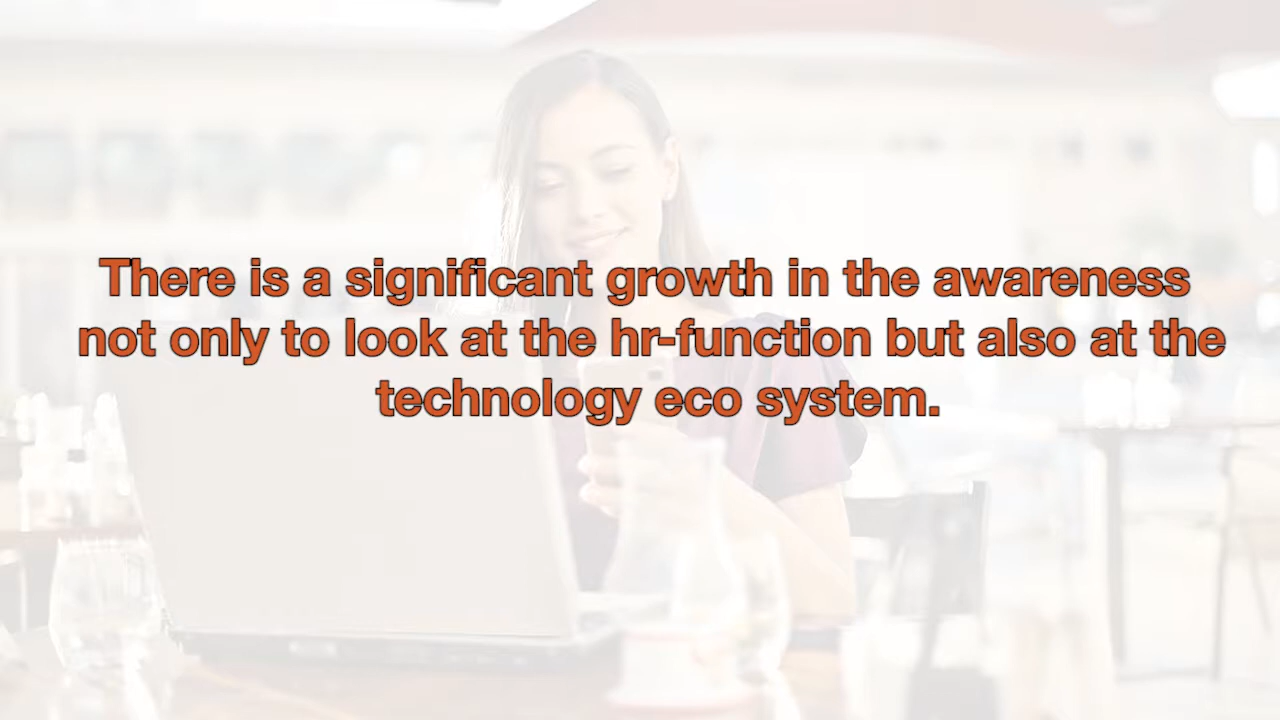 There is a significant growth in the awareness
not only to look at the hr-function but also at the
technology eco system.